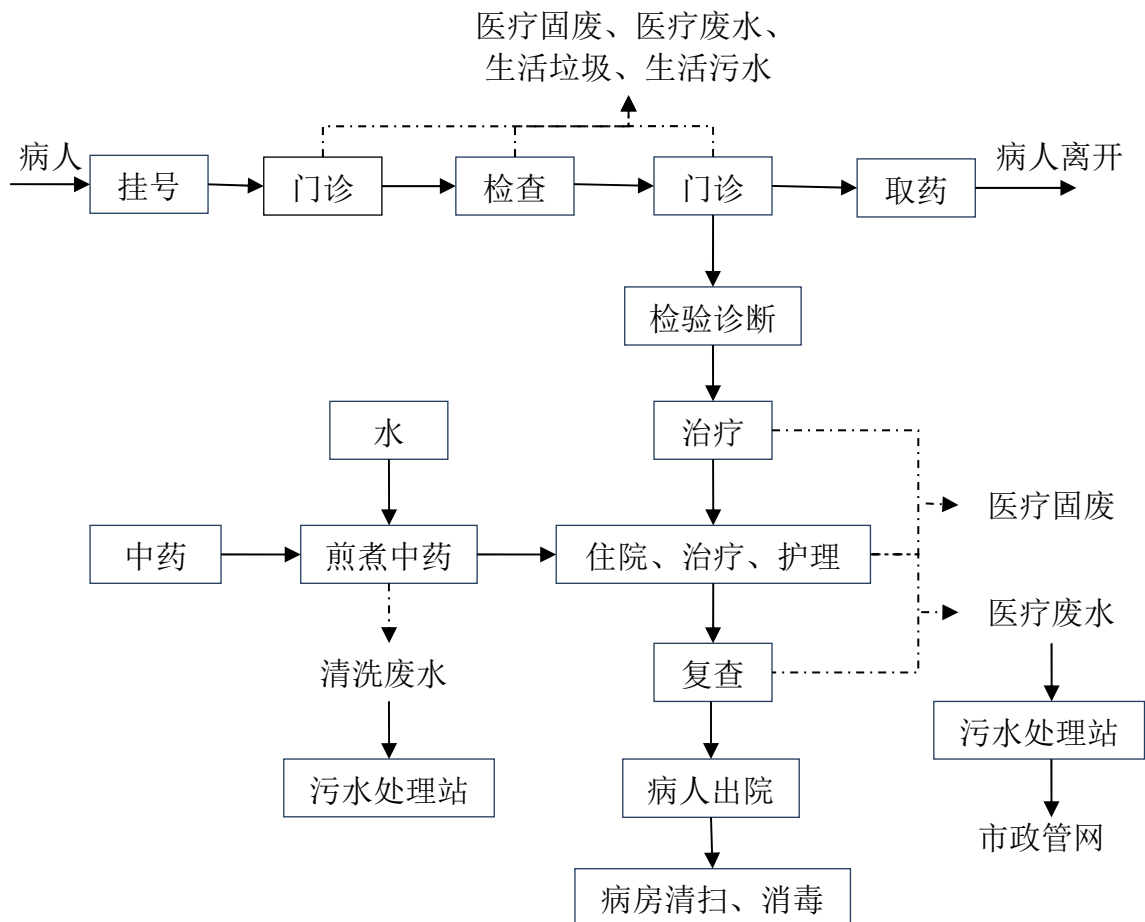 医疗固废、医疗废水、
生活垃圾、生活污水
病人
挂号
门诊
检查
门诊
取药
病人离开
检验诊断
水
治疗
医疗固废
中药
煎煮中药
住院、治疗、护理
医疗废水
清洗废水
复查
污水处理站
污水处理站
病人出院
市政管网
病房清扫、消毒